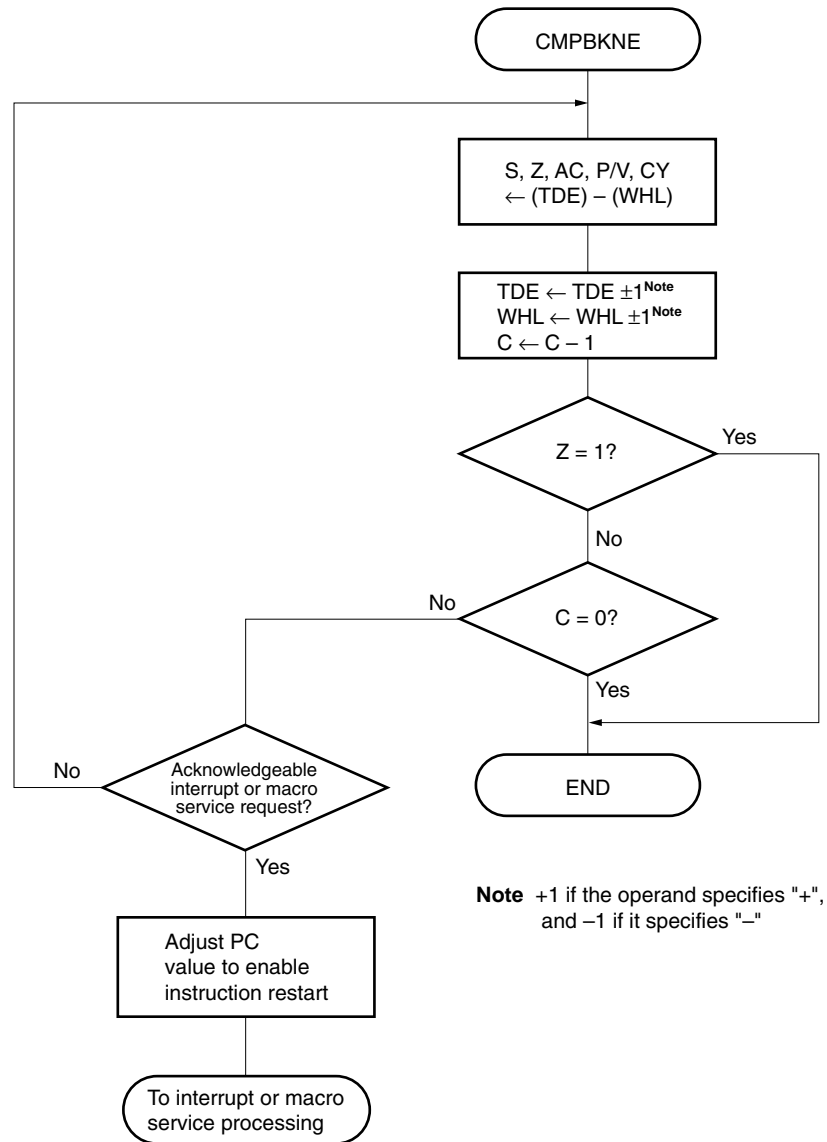 CMPBKNE
S, Z, AC, P/V, CY
← (TDE) – (WHL)
TDE ← TDE ±1Note
WHL ← WHL ±1Note
C ← C – 1
Z = 1?
Yes
No
C = 0?
No
Yes
Acknowledgeable
interrupt or macro
service request?
No
Yes
END
Note +1 if the operand specifies "+",
and –1 if it specifies "–"
Adjust PC
value to enable
instruction restart
To interrupt or macro
service processing